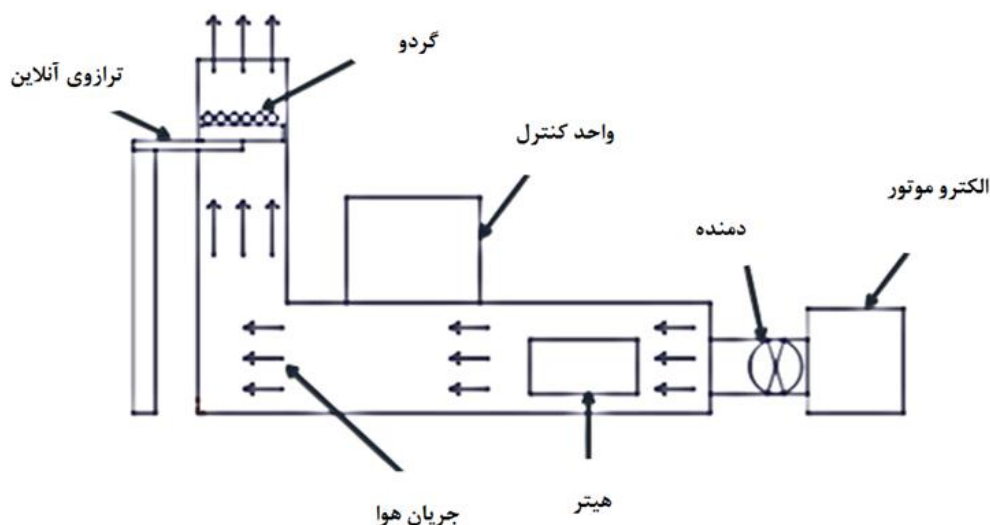 گردو
ترازوی آنلاین
واحد کنترل
الکترو موتور
دمنده
هیتر
جریان هوا